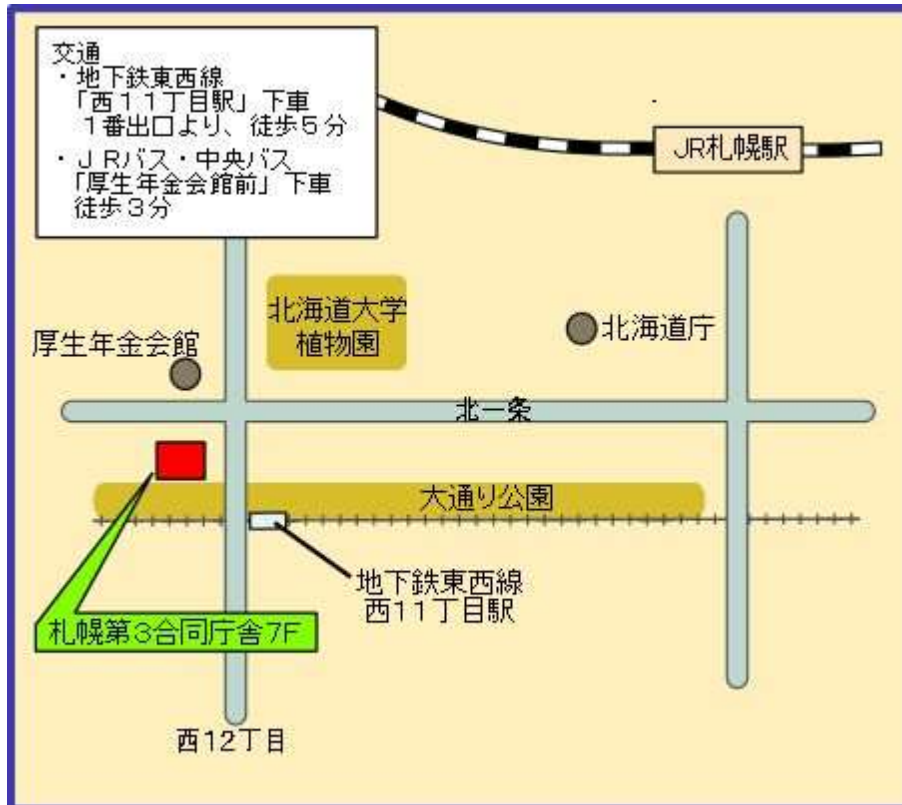 交通
・地下鉄東西線
「西１１丁目駅」下車
１番出口より、徒歩５分
・ＪＲバス・中央バス
「厚生年金会館前」下車
徒歩３分
JR札幌駅
北海道大学
植物園
北海道庁
厚生年金会館
北一条
大通り公園
地下鉄東西線
西11丁目駅
札幌第3合同庁舎7F
西12丁目